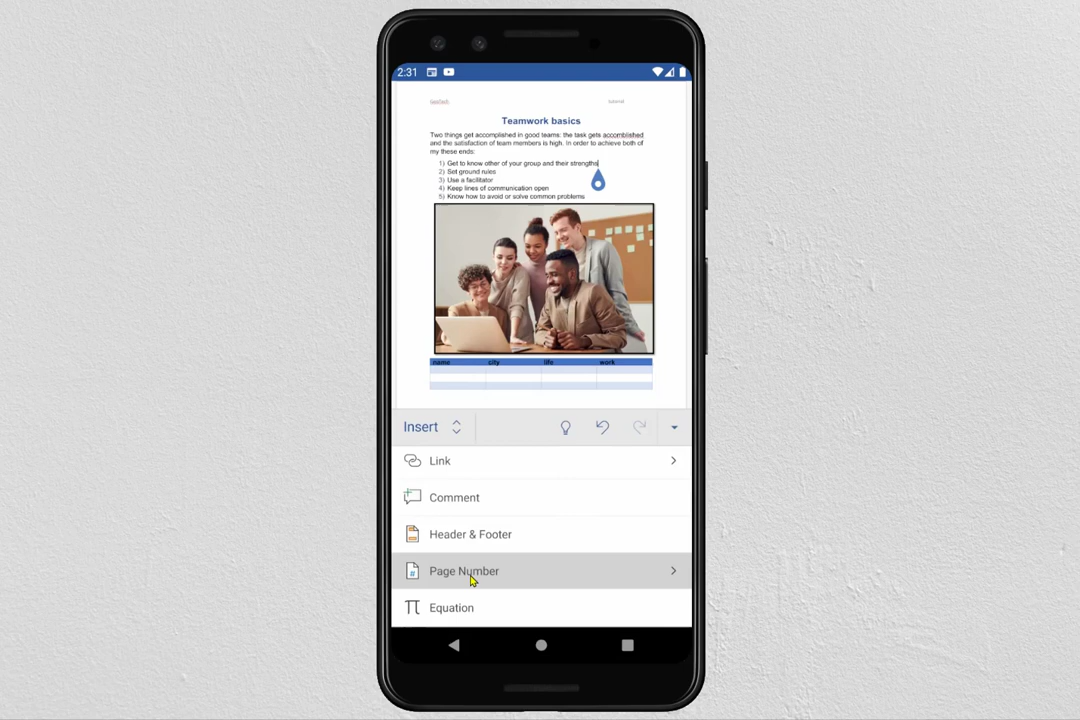 2:31
tutorial
Teamwork basics
Two things get accomplished in good teams: the task gets accomblished
and the satisfaction of team members is high. In order to achieve both of
my these ends:
1) Get to know other of your group and their strengths
2) Set ground rules
3) Use a facilitator
4) Keep lines of communication open
5) Know how to avoid or solve common problems
name city life work
Insert
Link
Comment
Header & Footer
Page Number
Equation